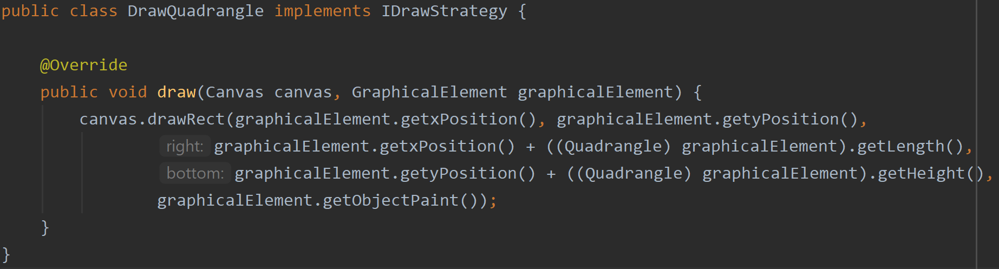 public class DrawQuadrangle implements IDrawStrategy {
@Override
public void draw(Canvas canvas, GraphicalElement graphicalElement) {
canvas.drawRect(graphicalElement.getxPosition(), graphicalElement.getyPosition(),
right: graphicalElement.getxPosition() + ((Quadrangle) graphicalElement).getLength(),
bottom: graphicalElement.getyPosition() + ((Quadrangle) graphicalElement).getHeight(),
graphicalElement.getObjectPaint());
}
}